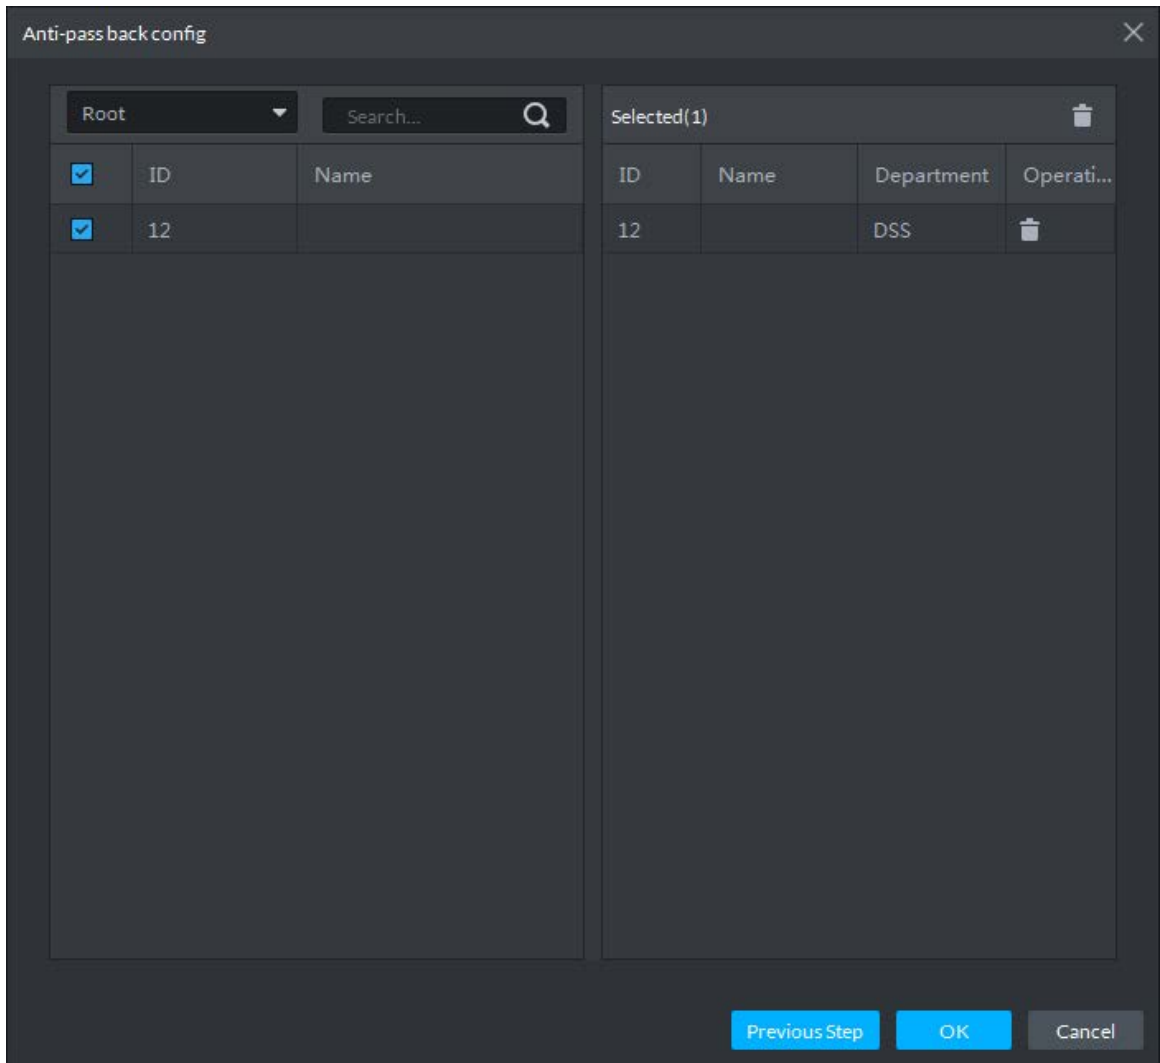 Anti-pass back config
Root
Search...
Selected(1)
ID Name
ID Name Department Operati...
12
12 DSS
Previous Step OK Cancel